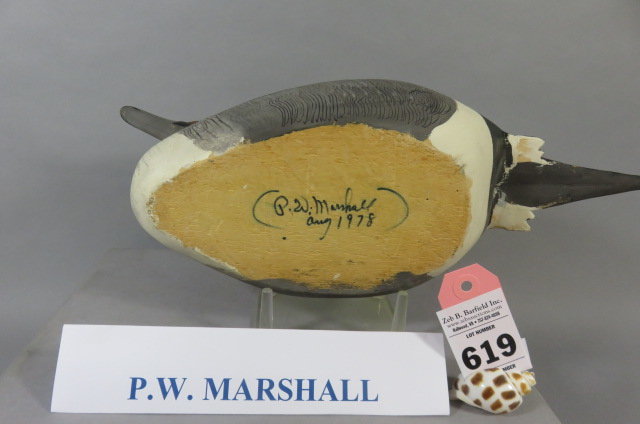 P.W. Marshall
Aug 1978
Zeb B. Barfield Inc.
LOT NUMBER
619
P.W. MARSHALL